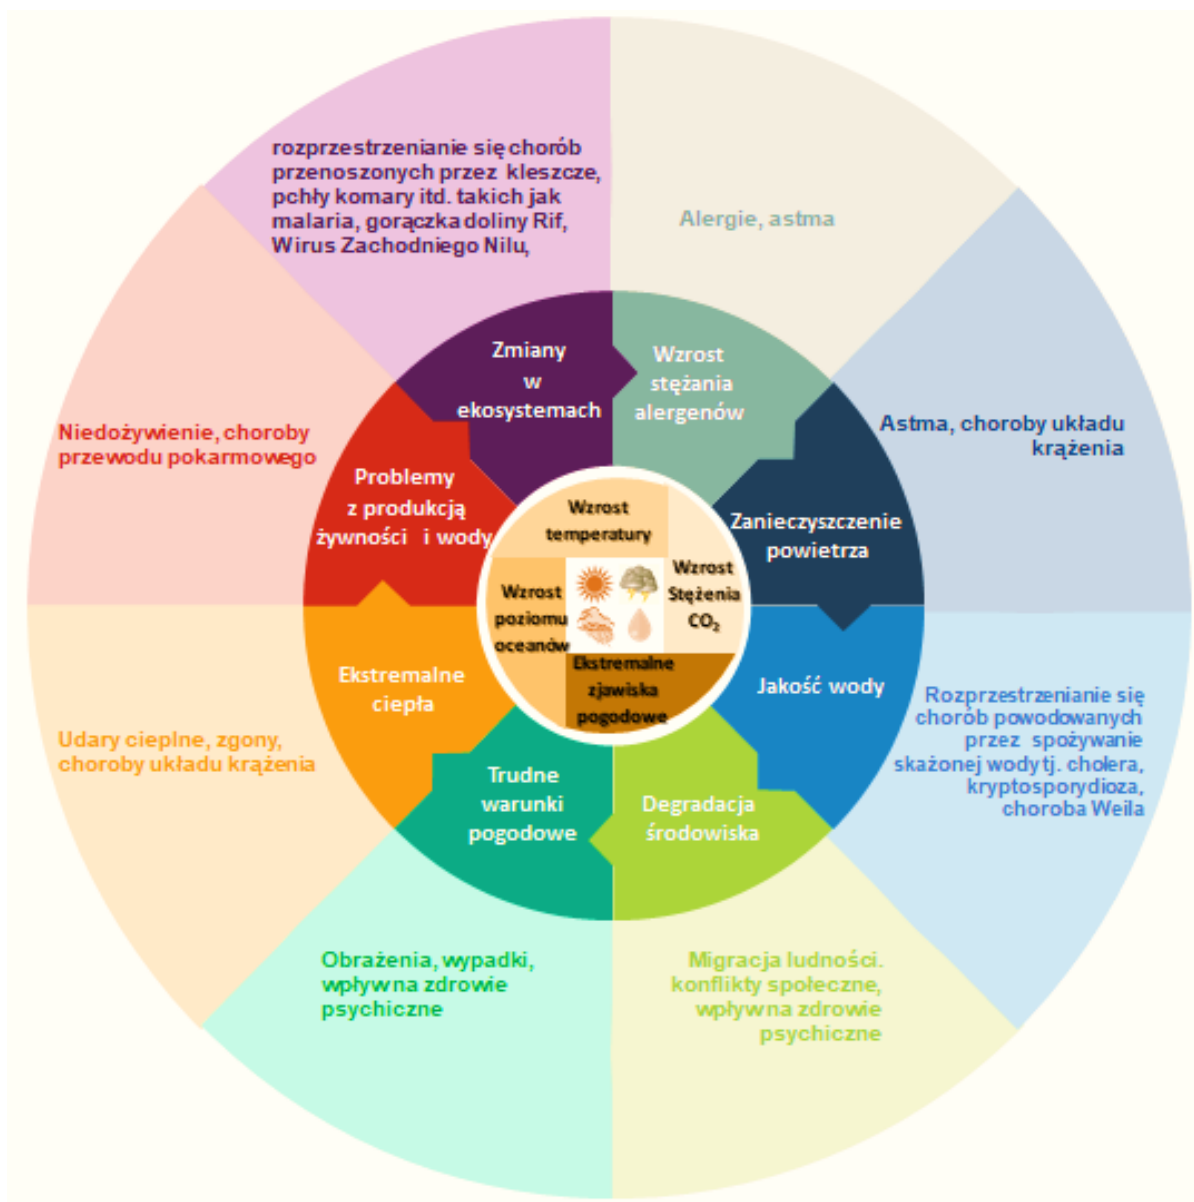 rozprzestrzenianie się chorób
przenoszonych przez kleszcze,
pchły komary itd. takich jak
malaria, gorączka doliny Rif,
Wirus Zachodniego Nilu,
Alergie, astma
Astma, choroby układu
krążenia
Rozprzestrzenianie się
chorób powodowanych
przez spożywanie
skażonej wody tj. cholera,
kryptosporydioza,
choroba Weila
Migracja ludności.
konflikty społeczne,
wpływ na zdrowie
psychiczne
Obrażenia, wypadki,
wpływ na zdrowie
psychiczne
Udary cieplne, zgony,
choroby układu krążenia
Niedożywienie, choroby
przewodu pokarmowego
Zmiany
w
ekosystemach
Wzrost
stężania
alergenów
Zanieczyszczenie
powietrza
Jakość wody
Degradacja
środowiska
Trudne
warunki
pogodowe
Ekstremalne
ciepła
Problemy
z produkcją
żywności i wody
Wzrost
temperatury
Wzrost
Stężenia
CO₂
Ekstremalne
zjawiska
pogodowe
Wzrost
poziomu
oceanów